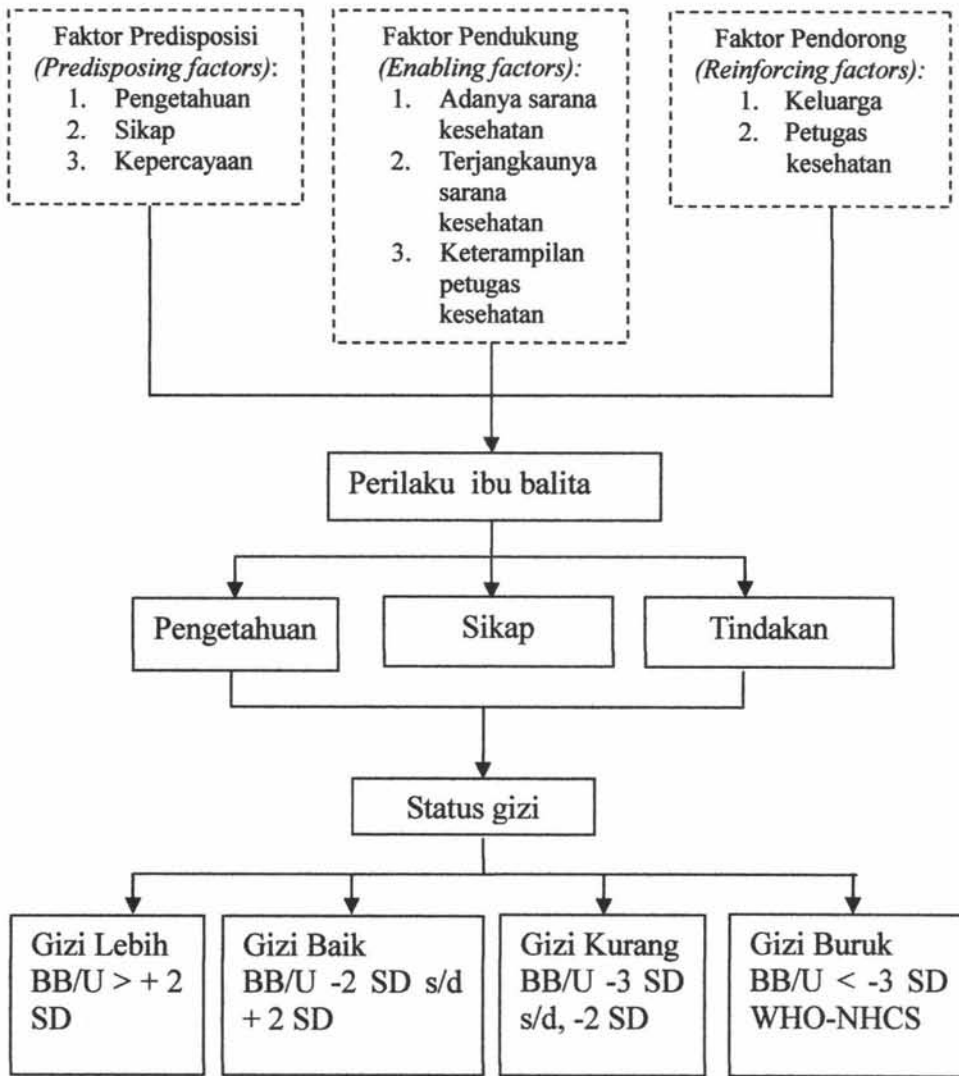 Faktor Predisposisi
(Predisposing factors):
1. Pengetahuan
2. Sikap
3. Kepercayaan
Faktor Pendukung
(Enabling factors):
1. Adanya sarana
kesehatan
2. Terjangkaunya
sarana
kesehatan
3. Keterampilan
petugas
kesehatan
Faktor Pendorong
(Reinforcing factors):
1. Keluarga
2. Petugas
kesehatan
Perilaku ibu balita
Pengetahuan
Sikap
Tindakan
Status gizi
Gizi Lebih
BB/U > + 2
SD
Gizi Baik
BB/U -2 SD s/d
+ 2 SD
Gizi Kurang
BB/U -3 SD
s/d, -2 SD
Gizi Buruk
BB/U < -3 SD
WHO-NHCS